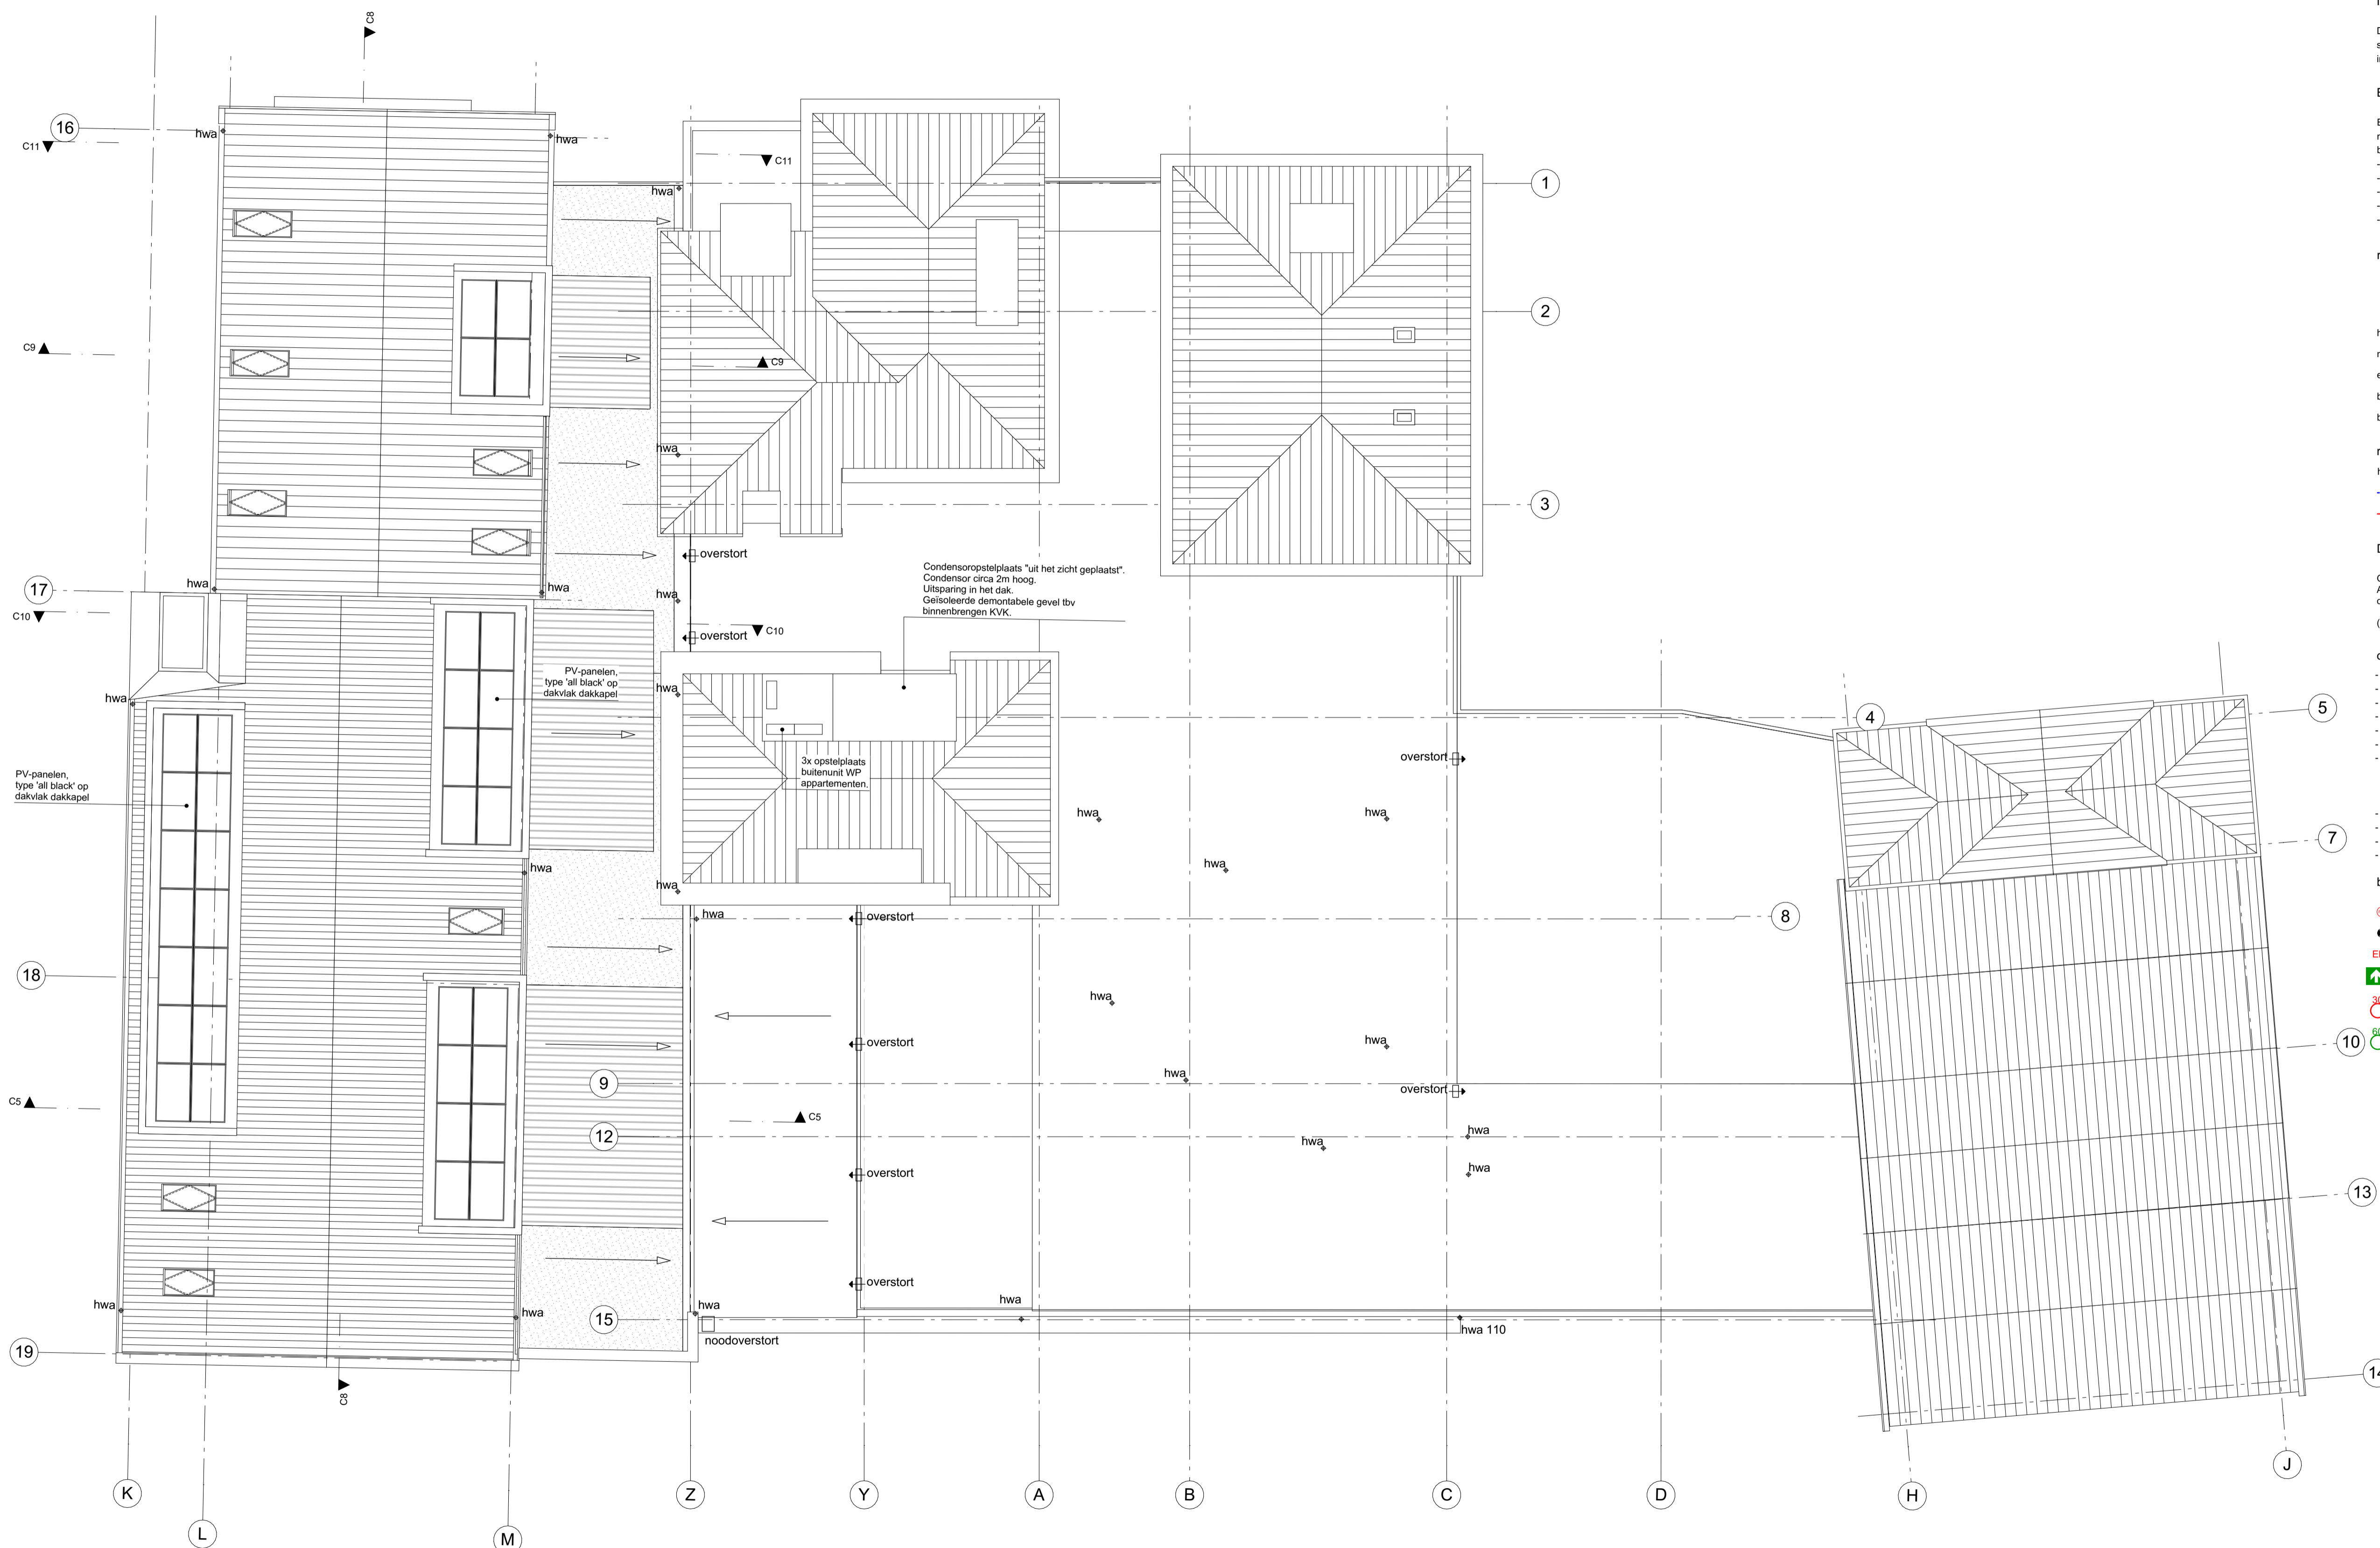 C8
16
hwa
hwa
C11
C11
hwa
1
2
C9
C9
hwa
3
overstort
Condensoropstelplaats "uit het zicht geplaatst".
Condensor circa 2m hoog.
Uitsparing in het dak.
Geïsoleerde demontabele gevel tbv
binnenbrengen KVK.
17
hwa
hwa
hwa
C10
C10
overstort
PV-panelen,
type 'all black' op
dakvlak dakkapel
hwa
hwa
4
5
overstort
3x opstelplaats
buitenunit WP
appartementen.
PV-panelen,
type 'all black' op
dakvlak dakkapel
hwa
hwa
7
hwa
hwa
hwa
hwa
overstort
8
18
hwa
overstort
hwa
10
hwa
9
overstort
C5
C5
12
hwa
hwa
hwa
overstort
13
overstort
hwa
hwa
hwa
hwa
15
noodoverstort
hwa 110
19
14
C8
K
L
M
Z
Y
A
B
C
D
H
J